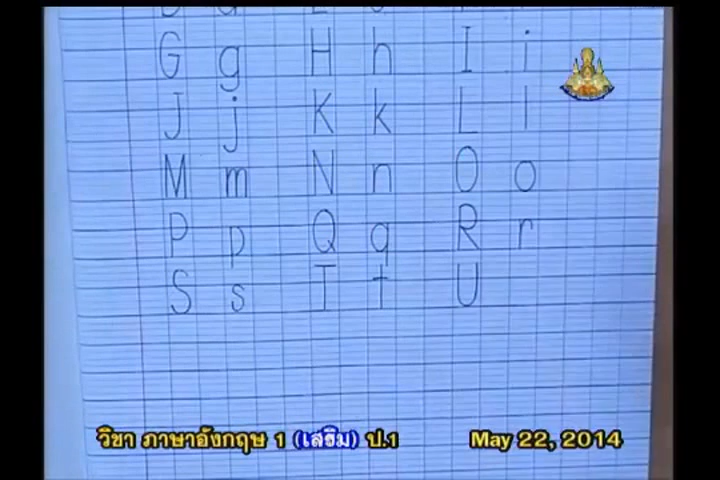 G g H h I i
J j K k L l
M m N n O o
P p Q q R r
S s T t U
วิชา ภาษาอังกฤษ 1 (เสริม) ป.1
May 22, 2014